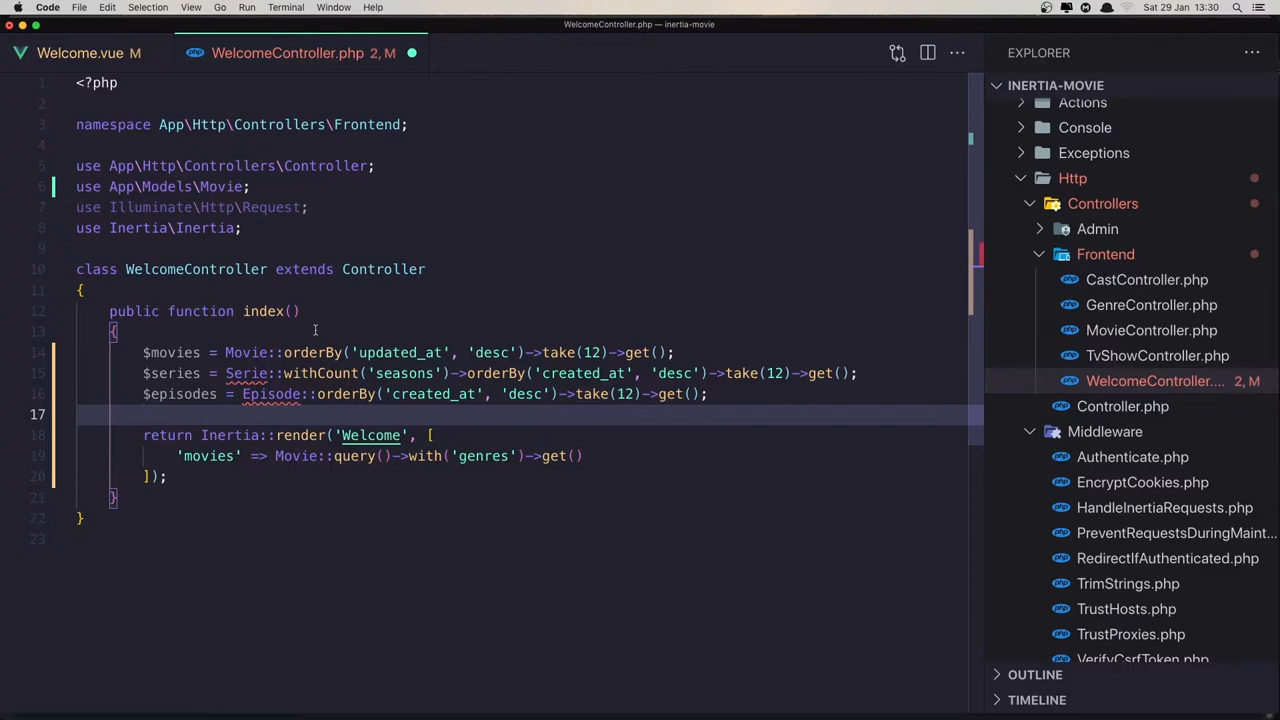 Code File Edit Selection View Go Run Terminal Window Help Sat 29 Jan 13:30
WelcomeController.php — inertia-movie
Welcome.vue M
WelcomeController.php 2, M
1 <?php
2
3 namespace App\Http\Controllers\Frontend;
4
5 use App\Http\Controllers\Controller;
6 use App\Models\Movie;
7 use Illuminate\Http\Request;
8 use Inertia\Inertia;
9
10 class WelcomeController extends Controller
11 {
12 public function index()
13 {
14 $movies = Movie::orderBy('updated_at', 'desc')->take(12)->get();
15 $series = Serie::withCount('seasons')->orderBy('created_at', 'desc')->take(12)->get();
16 $episodes = Episode::orderBy('created_at', 'desc')->take(12)->get();
17
18 return Inertia::render('Welcome', [
19 'movies' => Movie::query()->with('genres')->get()
20 ]);
21 }
22 }
23
EXPLORER
INERTIA-MOVIE
Actions
Console
Exceptions
Http
Controllers
Admin
Frontend
CastController.php
GenreController.php
MovieController.php
TvShowController.php
WelcomeController.... 2, M
Controller.php
Middleware
Authenticate.php
EncryptCookies.php
HandleInertiaRequests.php
PreventRequestsDuringMaint...
RedirectIfAuthenticated.php
TrimStrings.php
TrustHosts.php
TrustProxies.php
VerifyCsrfToken.php
OUTLINE
TIMELINE